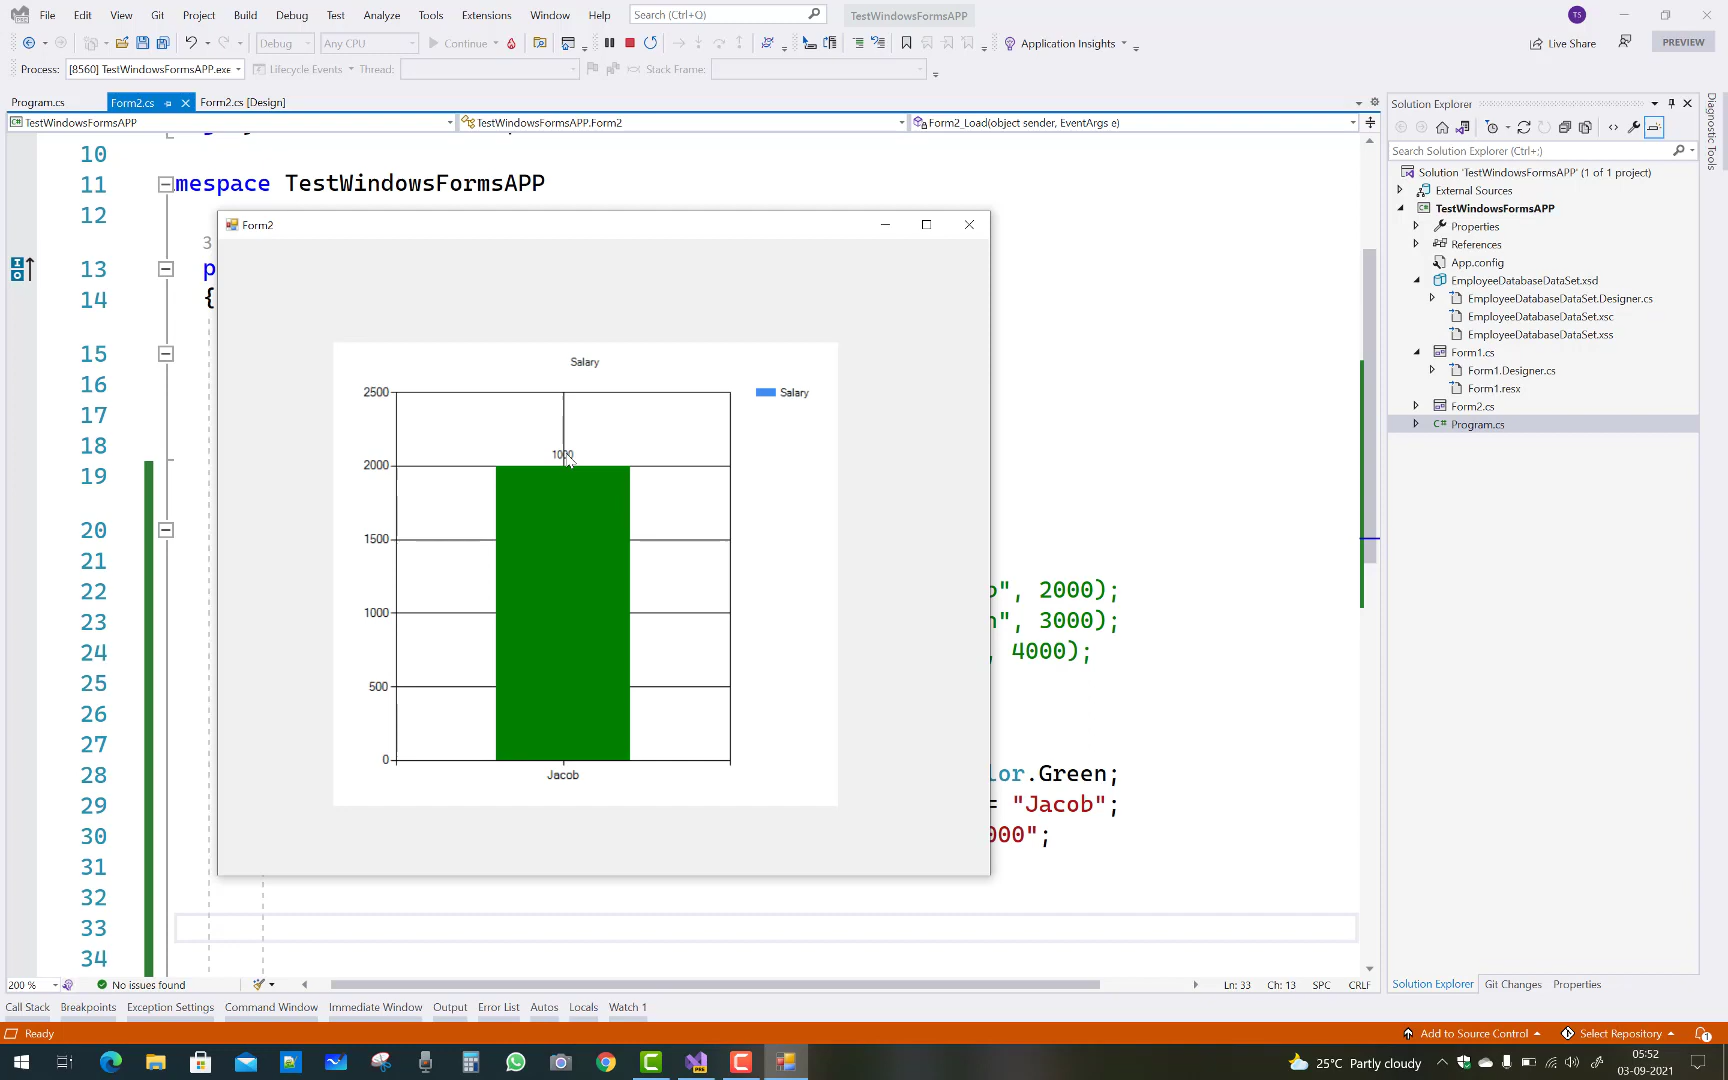 File Edit View Git Project Build Debug Test Analyze Tools Extensions Window Help Search (Ctrl+Q) TestWindowsFormsAPP TS
Debug Any CPU Continue Application Insights Live Share PREVIEW
Process: [8560] TestWindowsFormsAPP.exe Lifecycle Events Thread: Stack Frame:
Program.cs Form2.cs Form2.cs [Design]
TestWindowsFormsAPP TestWindowsFormsAPP.Form2 Form2_Load(object sender, EventArgs e)
10
11 mespace TestWindowsFormsAPP
12
3
13 p
14 {
15
16
17
18
19
20
21
22 ", 2000);
23 ", 3000);
24 , 4000);
25
26
27
28 lor.Green;
29 = "Jacob";
30 000";
31
32
33
34
Form2
Salary
Salary
2500
1000
2000
1500
1000
500
0
Jacob
200 % No issues found Ln: 33 Ch: 13 SPC CRLF
Call Stack Breakpoints Exception Settings Command Window Immediate Window Output Error List Autos Locals Watch 1
Solution Explorer
Search Solution Explorer (Ctrl+;)
Solution 'TestWindowsFormsAPP' (1 of 1 project)
External Sources
TestWindowsFormsAPP
Properties
References
App.config
EmployeeDatabaseDataSet.xsd
EmployeeDatabaseDataSet.Designer.cs
EmployeeDatabaseDataSet.xsc
EmployeeDatabaseDataSet.xss
Form1.cs
Form1.Designer.cs
Form1.resx
Form2.cs
C# Program.cs
Solution Explorer Git Changes Properties
Diagnostic Tools
Ready Add to Source Control Select Repository 1
25°C Partly cloudy 05:52
03-09-2021